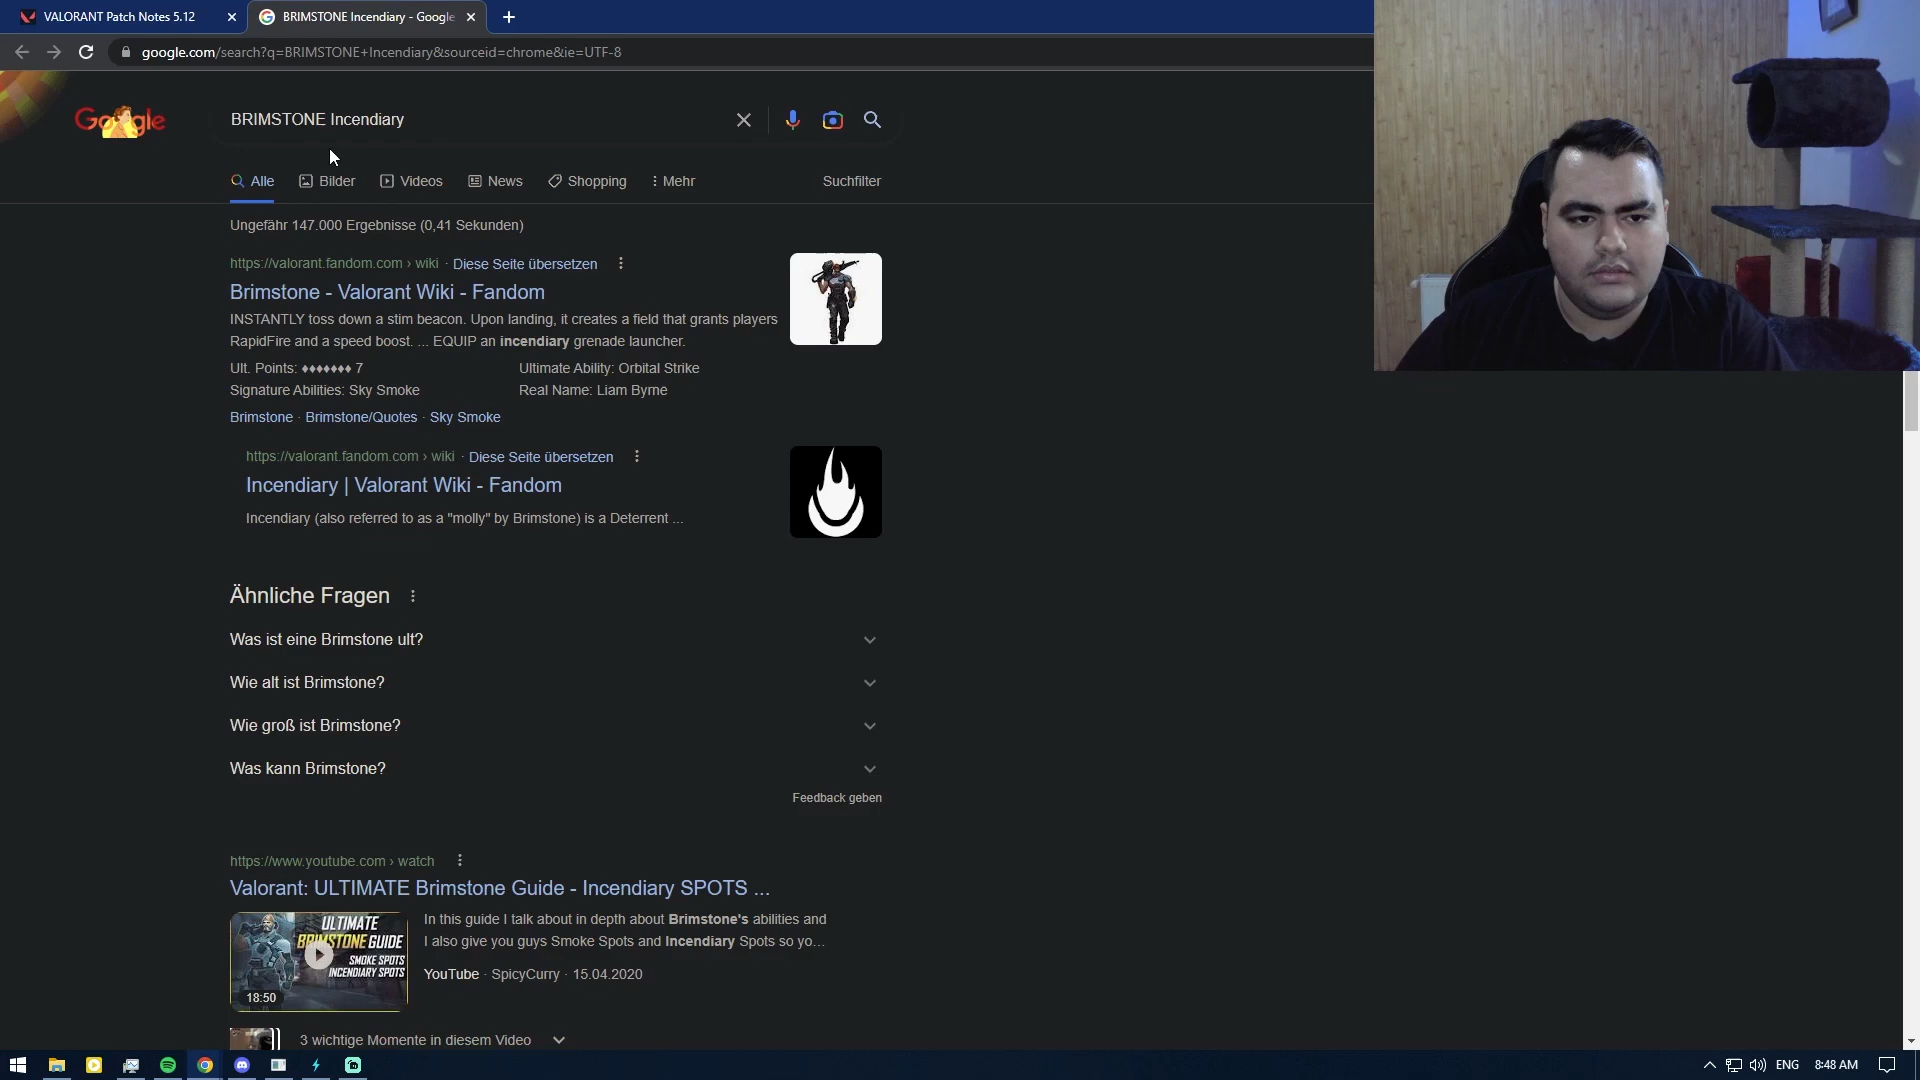 VALORANT Patch Notes 5.12
BRIMSTONE Incendiary - Google
google.com/search?q=BRIMSTONE+Incendiary&sourceid=chrome&ie=UTF-8
Google
BRIMSTONE Incendiary
Alle
Bilder
Videos
News
Shopping
Mehr
Suchfilter
Ungefähr 147.000 Ergebnisse (0,41 Sekunden)
https://valorant.fandom.com › wiki · Diese Seite übersetzen
Brimstone - Valorant Wiki - Fandom
INSTANTLY toss down a stim beacon. Upon landing, it creates a field that grants players
RapidFire and a speed boost. ... EQUIP an incendiary grenade launcher.
Ult. Points: ♦♦♦♦♦♦♦ 7
Ultimate Ability: Orbital Strike
Signature Abilities: Sky Smoke
Real Name: Liam Byrne
Brimstone · Brimstone/Quotes · Sky Smoke
https://valorant.fandom.com › wiki · Diese Seite übersetzen
Incendiary | Valorant Wiki - Fandom
Incendiary (also referred to as a "molly" by Brimstone) is a Deterrent ...
Ähnliche Fragen
Was ist eine Brimstone ult?
Wie alt ist Brimstone?
Wie groß ist Brimstone?
Was kann Brimstone?
Feedback geben
https://www.youtube.com › watch
Valorant: ULTIMATE Brimstone Guide - Incendiary SPOTS ...
ULTIMATE
BRIMSTONE GUIDE
SMOKE SPOTS
INCENDIARY SPOTS
18:50
In this guide I talk about in depth about Brimstone's abilities and
I also give you guys Smoke Spots and Incendiary Spots so yo...
YouTube · SpicyCurry · 15.04.2020
3 wichtige Momente in diesem Video
ENG
8:48 AM